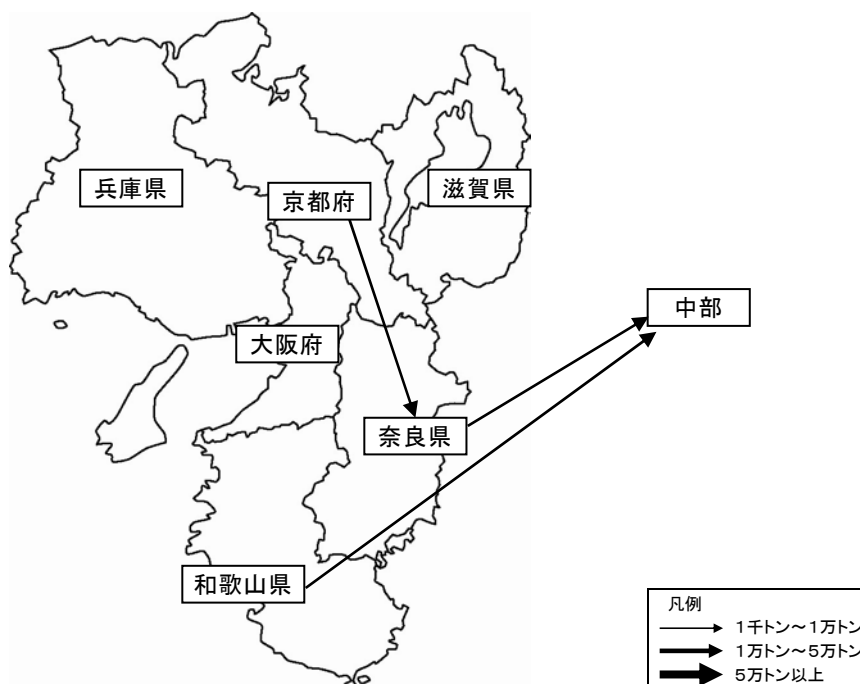 兵庫県
京都府
滋賀県
中部
大阪府
奈良県
和歌山県
凡例
1千トン~1万トン
1万トン~5万トン
5万トン以上